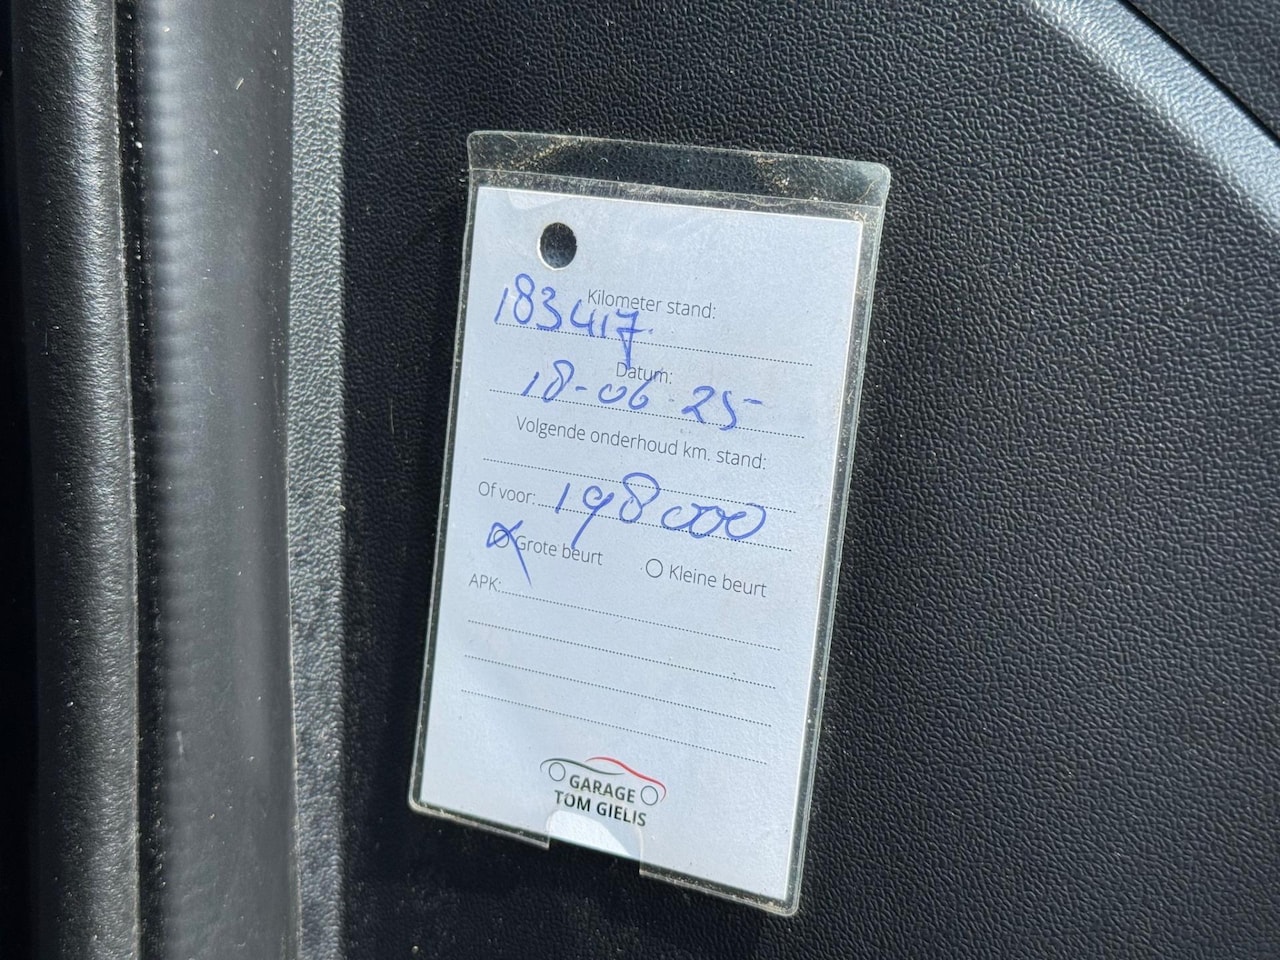 Kilometer stand:
183417
Datum:
18-06-25
Volgende onderhoud km. stand:
Of voor: 198000
Grote beurt Kleine beurt
APK:
GARAGE
TOM GIELIS